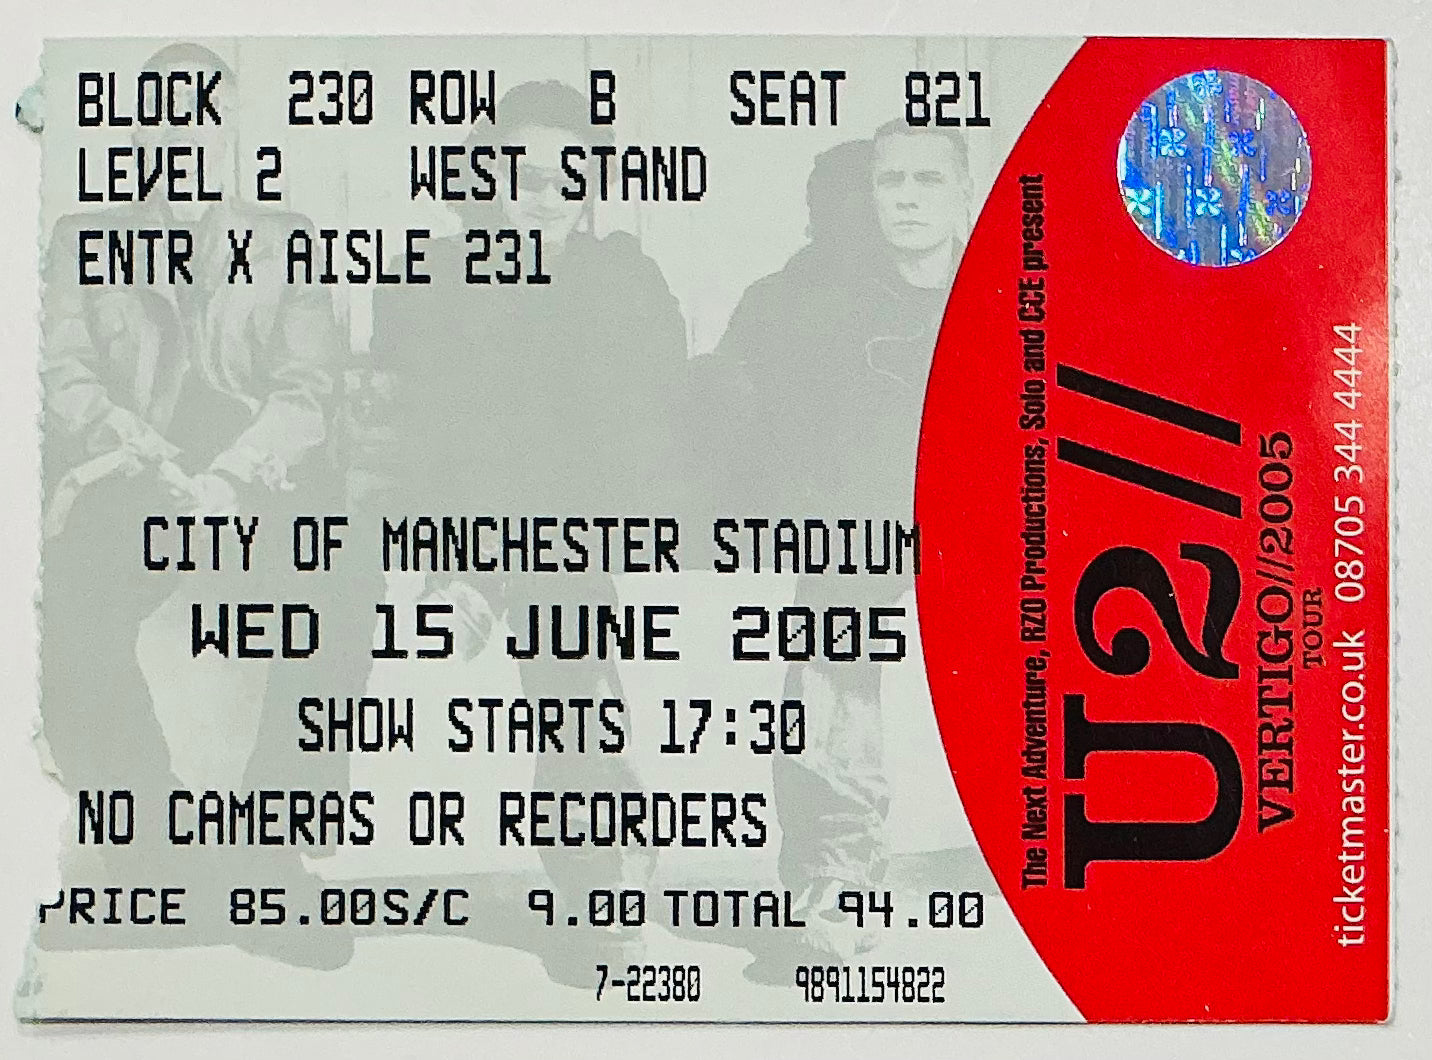 BLOCK 230 ROW B SEAT 821
LEVEL 2 WEST STAND
ENTR X AISLE 231
CITY OF MANCHESTER STADIUM
WED 15 JUNE 2005
SHOW STARTS 17:30
NO CAMERAS OR RECORDERS
PRICE 85.00S/C 9.00 TOTAL 94.00
7-22380 9891154822
The Next Adventure, RZO Productions, Solo and CCE present
U2//
VERTIGO//2005
TOUR
ticketmaster.co.uk 08705 344 4444